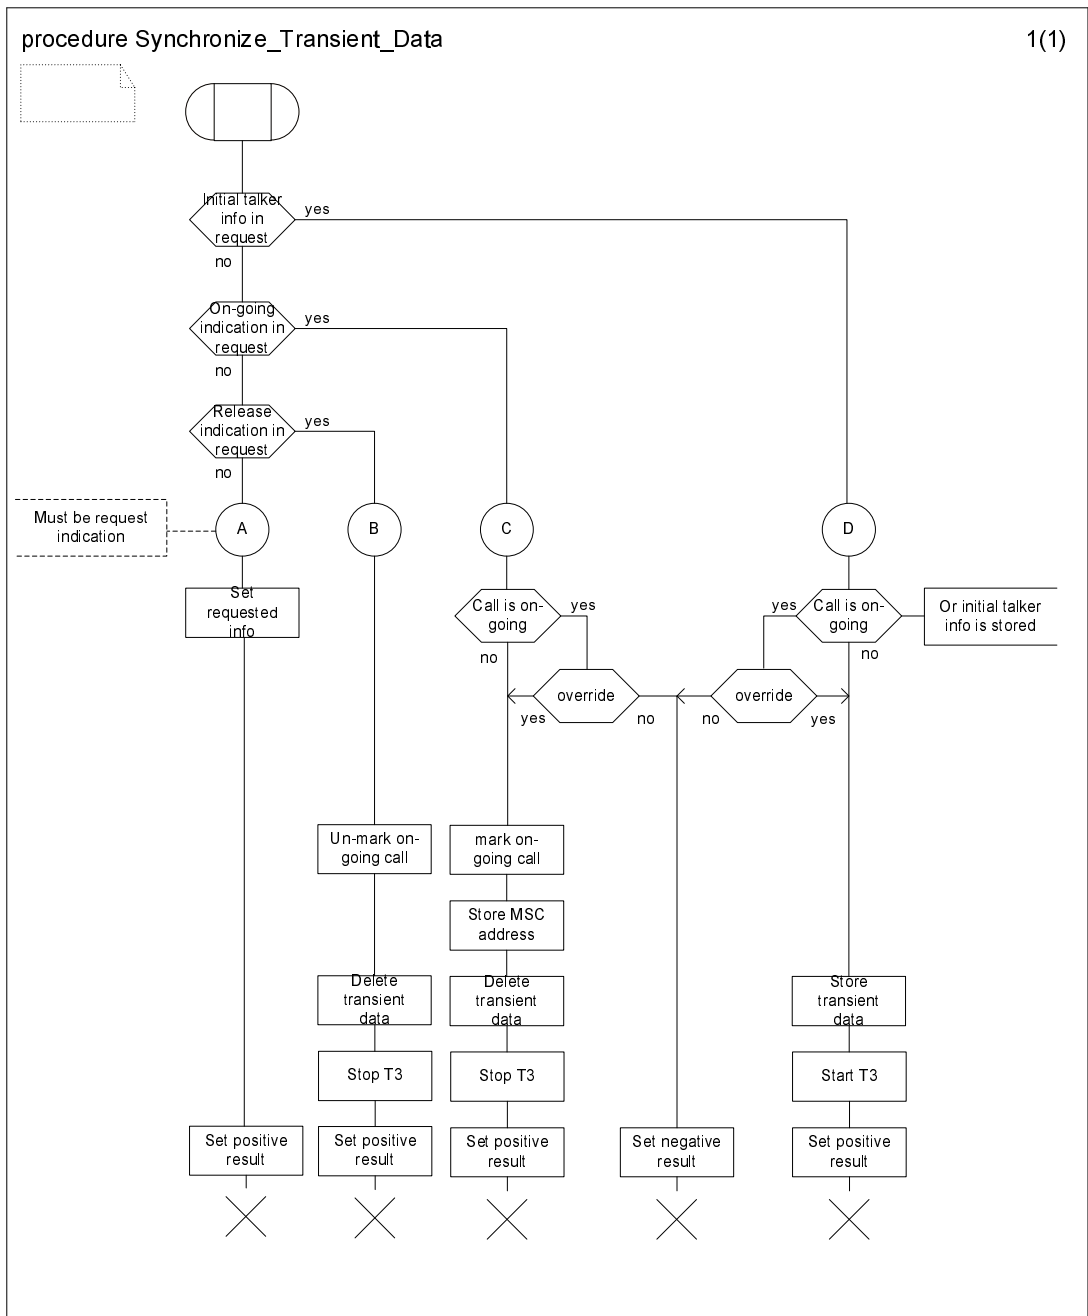 procedure Synchronize_Transient_Data
1(1)
Initial talker
info in
request
yes
no
On-going
indication in
request
yes
no
Release
indication in
request
yes
no
Must be request
indication
A
B
C
D
Set
requested
info
Call is on-
going
yes
no
yes
Call is on-
going
no
Or initial talker
info is stored
override
yes
no
override
no
yes
Un-mark on-
going call
mark on-
going call
Store MSC
address
Delete
transient
data
Delete
transient
data
Store
transient
data
Stop T3
Stop T3
Start T3
Set positive
result
Set positive
result
Set positive
result
Set negative
result
Set positive
result